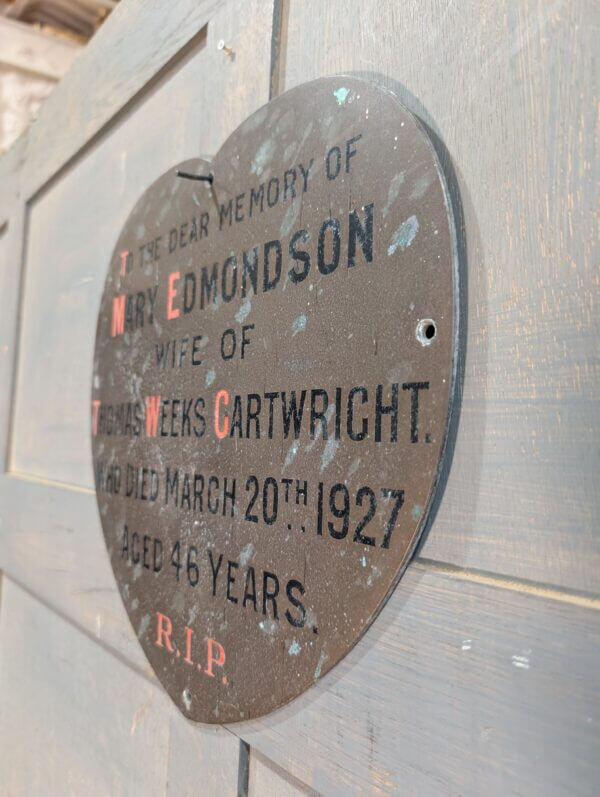 TO THE DEAR MEMORY OF
MARY EDMONDSON
WIFE OF
THOMAS WEEKS CARTWRIGHT.
WHO DIED MARCH 20TH 1927
AGED 46 YEARS.
R.I.P.